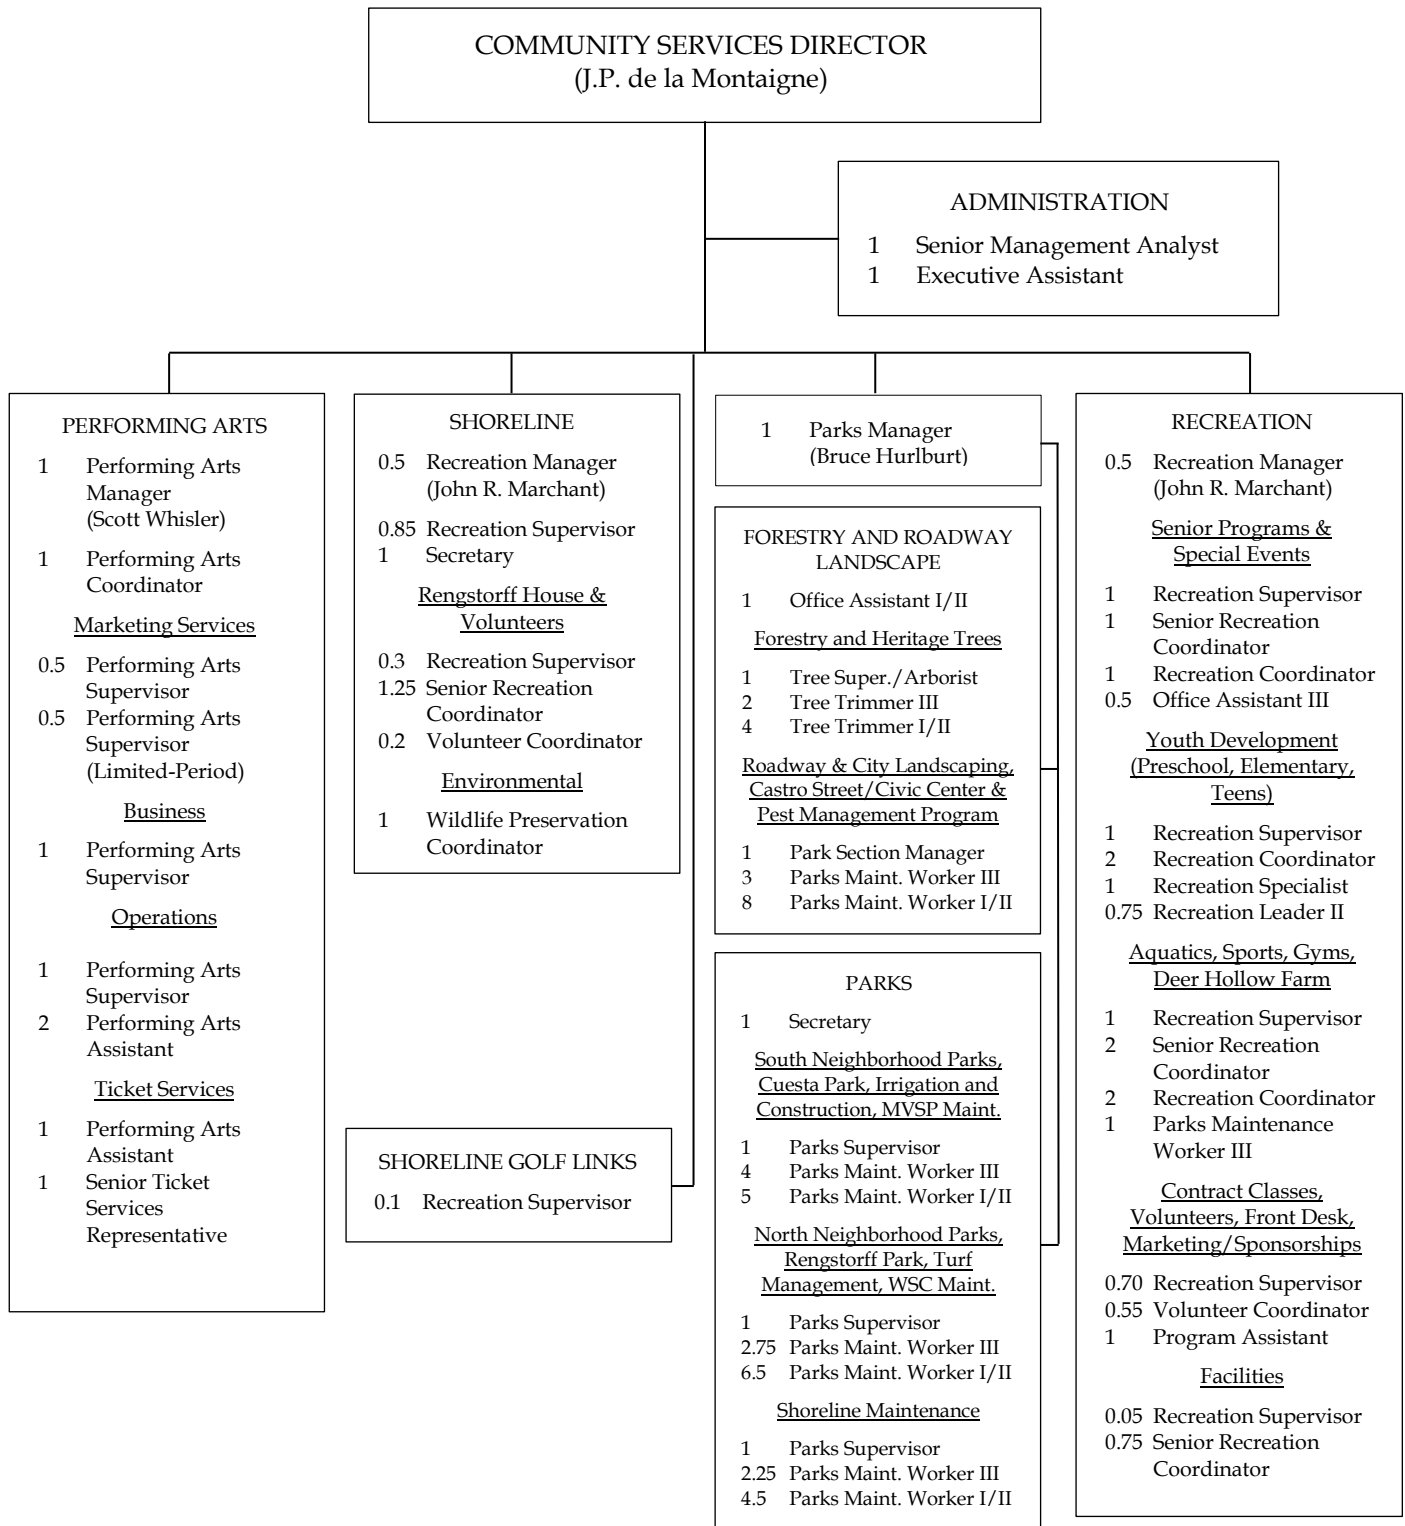 COMMUNITY SERVICES DIRECTOR
(J.P. de la Montaigne)
ADMINISTRATION
1 Senior Management Analyst
1 Executive Assistant
PERFORMING ARTS
1 Performing Arts
Manager
(Scott Whisler)
1 Performing Arts
Coordinator
Marketing Services
0.5 Performing Arts
Supervisor
0.5 Performing Arts
Supervisor
(Limited-Period)
Business
1 Performing Arts
Supervisor
Operations
1 Performing Arts
Supervisor
2 Performing Arts
Assistant
Ticket Services
1 Performing Arts
Assistant
1 Senior Ticket
Services
Representative
SHORELINE
0.5 Recreation Manager
(John R. Marchant)
0.85 Recreation Supervisor
1 Secretary
Rengstorff House &
Volunteers
0.3 Recreation Supervisor
1.25 Senior Recreation
Coordinator
0.2 Volunteer Coordinator
Environmental
1 Wildlife Preservation
Coordinator
SHORELINE GOLF LINKS
0.1 Recreation Supervisor
1 Parks Manager
(Bruce Hurlburt)
FORESTRY AND ROADWAY
LANDSCAPE
1 Office Assistant I/II
Forestry and Heritage Trees
1 Tree Super./Arborist
2 Tree Trimmer III
4 Tree Trimmer I/II
Roadway & City Landscaping,
Castro Street/Civic Center &
Pest Management Program
1 Park Section Manager
3 Parks Maint. Worker III
8 Parks Maint. Worker I/II
PARKS
1 Secretary
South Neighborhood Parks,
Cuesta Park, Irrigation and
Construction, MVSP Maint.
1 Parks Supervisor
4 Parks Maint. Worker III
5 Parks Maint. Worker I/II
North Neighborhood Parks,
Rengstorff Park, Turf
Management, WSC Maint.
1 Parks Supervisor
2.75 Parks Maint. Worker III
6.5 Parks Maint. Worker I/II
Shoreline Maintenance
1 Parks Supervisor
2.25 Parks Maint. Worker III
4.5 Parks Maint. Worker I/II
RECREATION
0.5 Recreation Manager
(John R. Marchant)
Senior Programs &
Special Events
1 Recreation Supervisor
1 Senior Recreation
Coordinator
1 Recreation Coordinator
0.5 Office Assistant III
Youth Development
(Preschool, Elementary,
Teens)
1 Recreation Supervisor
2 Recreation Coordinator
1 Recreation Specialist
0.75 Recreation Leader II
Aquatics, Sports, Gyms,
Deer Hollow Farm
1 Recreation Supervisor
2 Senior Recreation
Coordinator
2 Recreation Coordinator
1 Parks Maintenance
Worker III
Contract Classes,
Volunteers, Front Desk,
Marketing/Sponsorships
0.70 Recreation Supervisor
0.55 Volunteer Coordinator
1 Program Assistant
Facilities
0.05 Recreation Supervisor
0.75 Senior Recreation
Coordinator